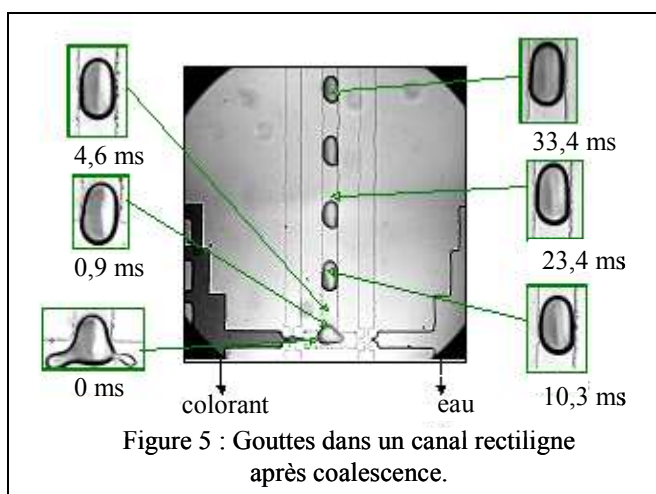 4,6 ms
33,4 ms
0,9 ms
23,4 ms
0 ms
10,3 ms
colorant
eau
Figure 5 : Gouttes dans un canal rectiligne
après coalescence.